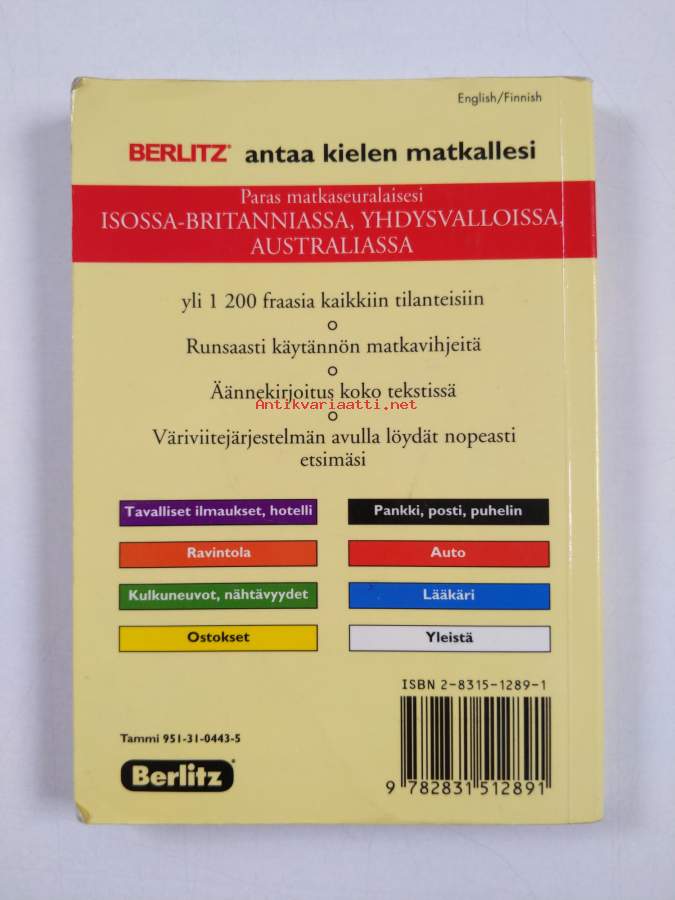 English/Finnish
BERLITZ® antaa kielen matkallesi
Paras matkaseuralaisesi
ISOSSA-BRITANNIASSA, YHDYSVALLOISSA,
AUSTRALIASSA
yli 1 200 fraasia kaikkiin tilanteisiin
Runsaasti käytännön matkavihjeitä
Äännekirjoitus koko tekstissä
Antikvariaatti.net
Väriviitejärjestelmän avulla löydät nopeasti
etsimäsi
Tavalliset ilmaukset, hotelli
Pankki, posti, puhelin
Ravintola
Auto
Kulkuneuvot, nähtävyydet
Lääkäri
Ostokset
Yleistä
ISBN 2-8315-1289-1
Tammi 951-31-0443-5
Berlitz
9 782831 512891